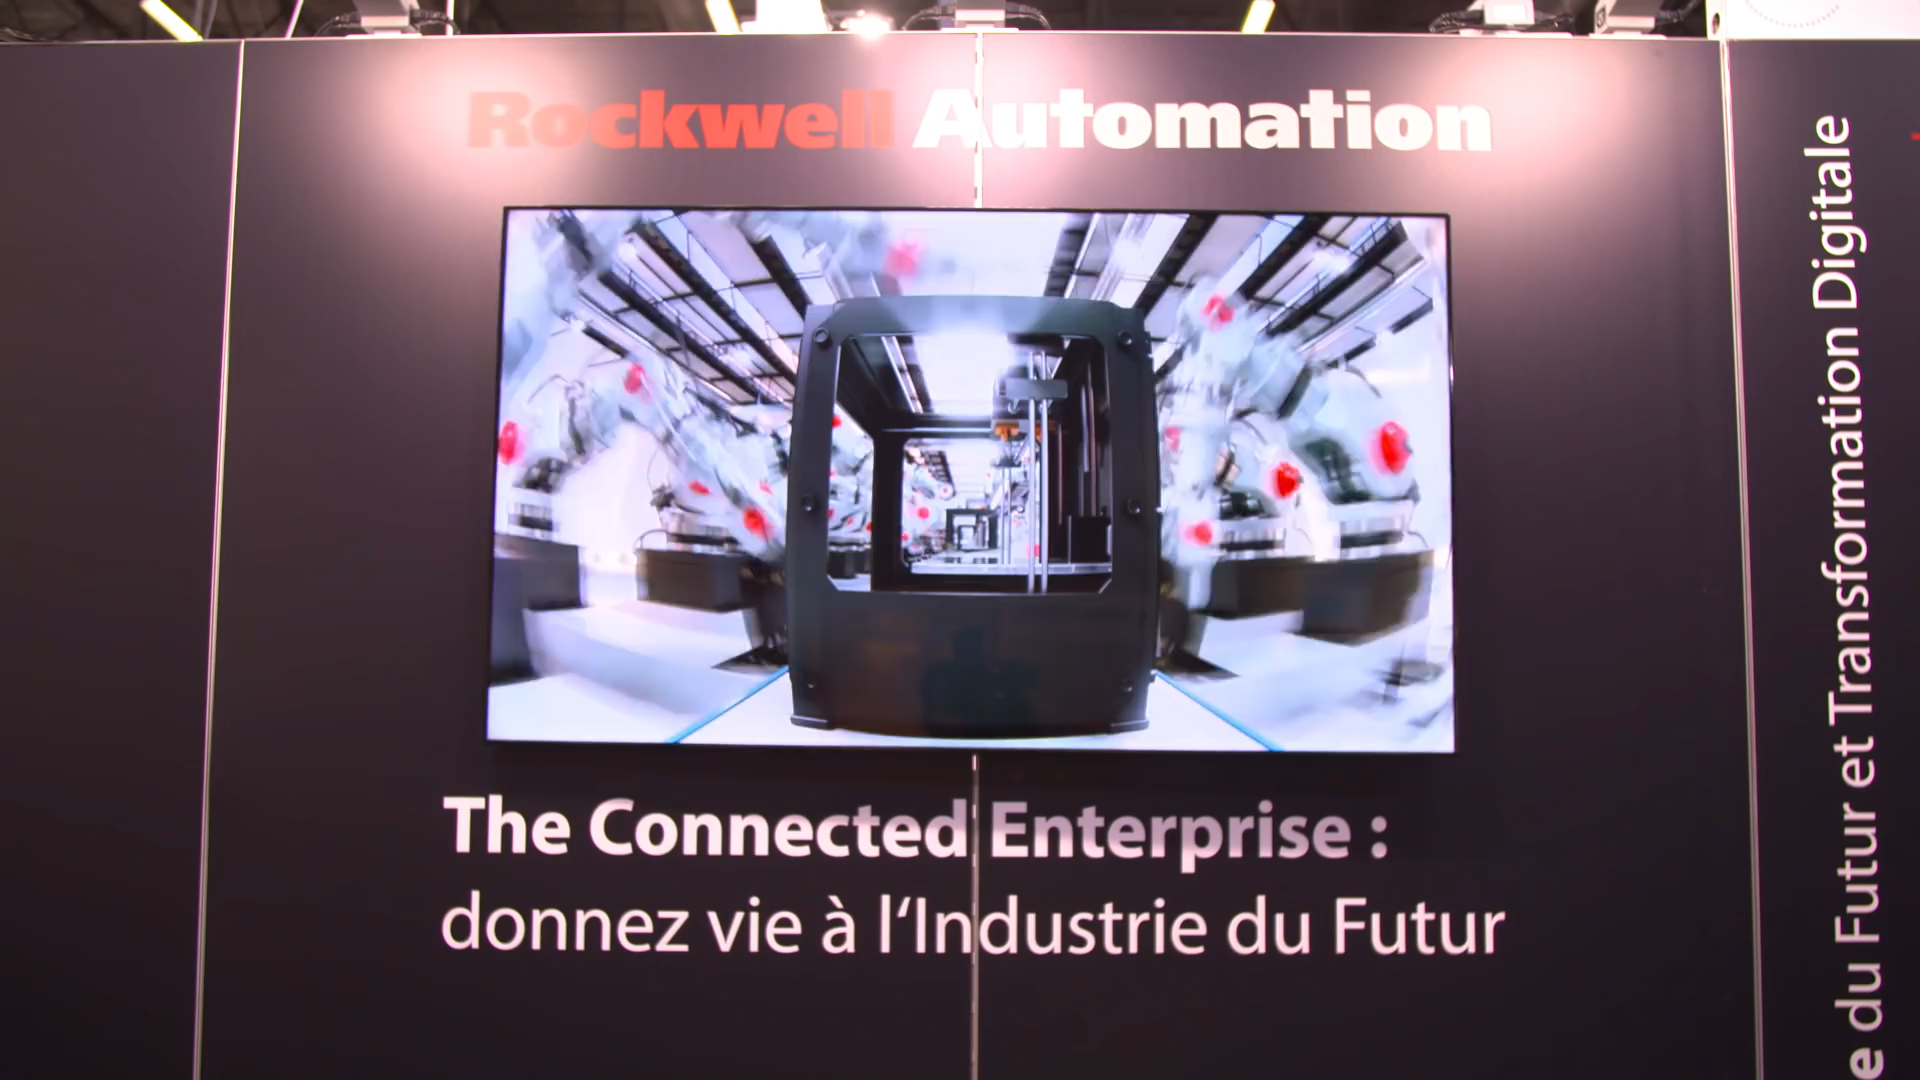 Rockwell Automation
The Connected Enterprise :
donnez vie à l‘Industrie du Futur
e du Futur et Transformation Digitale